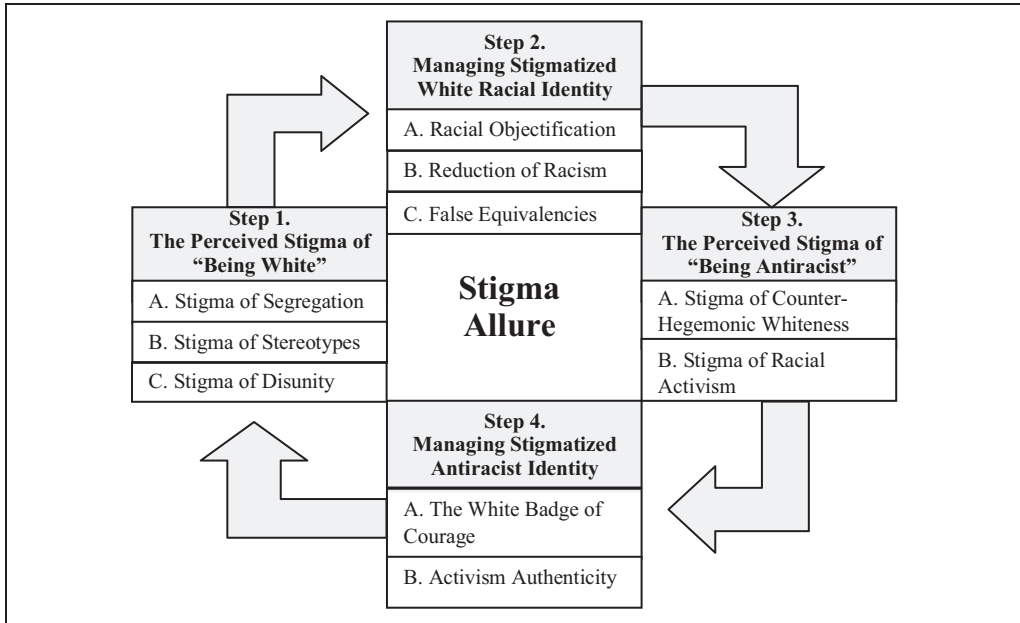 Step 2.
Managing Stigmatized
White Racial Identity
A. Racial Objectification
B. Reduction of Racism
C. False Equivalencies
Step 1.
The Perceived Stigma of
“Being White”
A. Stigma of Segregation
B. Stigma of Stereotypes
C. Stigma of Disunity
Stigma
Allure
Step 3.
The Perceived Stigma of
“Being Antiracist”
A. Stigma of Counter-
Hegemonic Whiteness
B. Stigma of Racial
Activism
Step 4.
Managing Stigmatized
Antiracist Identity
A. The White Badge of
Courage
B. Activism Authenticity